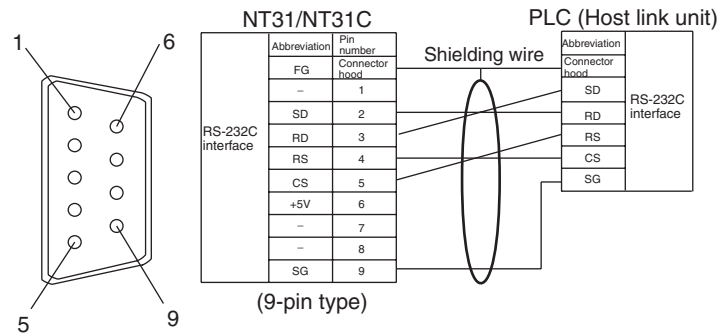 NT31/NT31C
PLC (Host link unit)
1
6
5
9
RS-232C
interface
Abbreviation
Pin
number
FG
Connector
hood
–
1
SD
2
RD
3
RS
4
CS
5
+5V
6
–
7
–
8
SG
9
(9-pin type)
Shielding wire
Abbreviation
Connector
hood
SD
RD
RS
CS
SG
RS-232C
interface